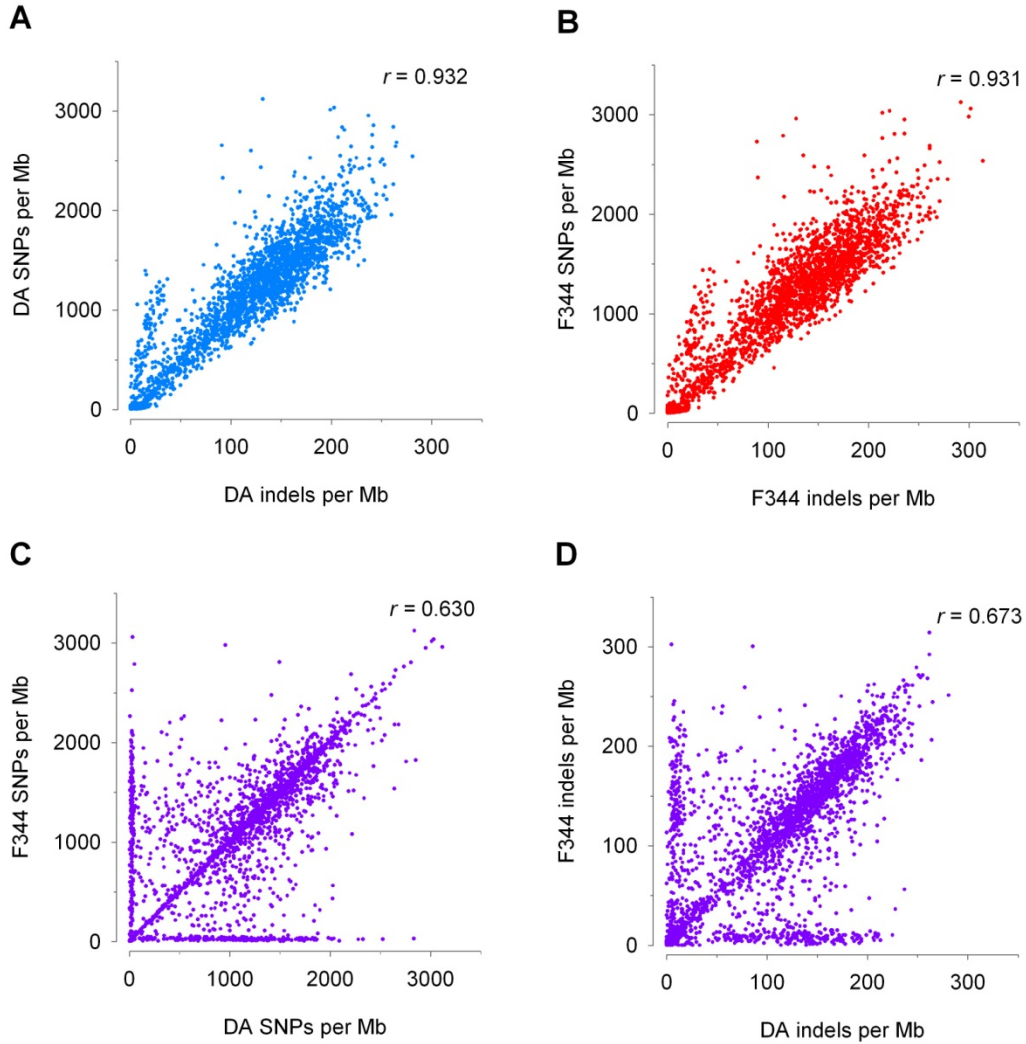 A
r = 0.932
DA SNPs per Mb
3000
2000
1000
0
0 100 200 300
DA indels per Mb
B
r = 0.931
F344 SNPs per Mb
3000
2000
1000
0
0 100 200 300
F344 indels per Mb
C
r = 0.630
F344 SNPs per Mb
3000
2000
1000
0
0 1000 2000 3000
DA SNPs per Mb
D
r = 0.673
F344 indels per Mb
300
200
100
0
0 100 200 300
DA indels per Mb